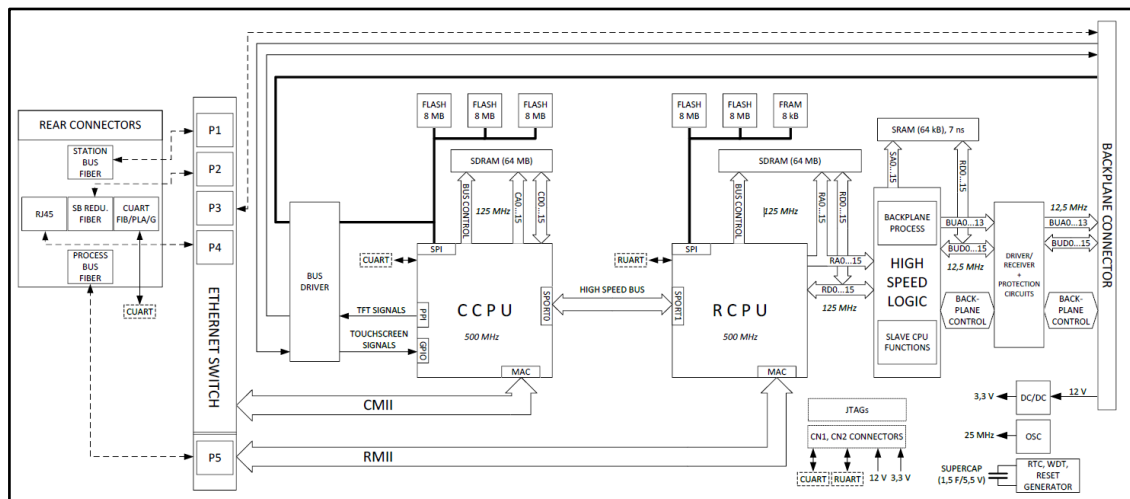 REAR CONNECTORS
STATION
BUS
FIBER
RJ45
SB REDU.
FIBER
CUART
FIB/PLA/G
PROCESS
BUS
FIBER
CUART
P1
P2
P3
P4
ETHERNET SWITCH
P5
BUS
DRIVER
FLASH
8 MB
FLASH
8 MB
FLASH
8 MB
SDRAM (64 MB)
BUS CONTROL
125 MHz
CA0...15
CD0...15
SPI
CUART
TFT SIGNALS
TOUCHSCREEN
SIGNALS
PPI
GPIO
CCPU
500 MHz
SPORT0
MAC
CMII
RMII
HIGH SPEED BUS
FLASH
8 MB
FLASH
8 MB
FRAM
8 kB
SDRAM (64 MB)
BUS CONTROL
125 MHz
RA0...15
RD0...15
SPI
RUART
SPORT1
RCPU
500 MHz
MAC
RA0...15
RD0...15
125 MHz
SRAM (64 kB), 7 ns
SA0...15
RD0...15
BACKPLANE
PROCESS
HIGH
SPEED
LOGIC
SLAVE CPU
FUNCTIONS
BUA0...13
BUD0...15
12,5 MHz
BACK-
PLANE
CONTROL
DRIVER/
RECEIVER
+
PROTECTION
CIRCUITS
12,5 MHz
BUA0...13
BUD0...15
BACK-
PLANE
CONTROL
BACKPLANE CONNECTOR
JTAGs
CN1, CN2 CONNECTORS
CUART
RUART
12 V
3,3 V
3,3 V
DC/DC
12 V
25 MHz
OSC
SUPERCAP
(1,5 F/5,5 V)
RTC, WDT,
RESET
GENERATOR